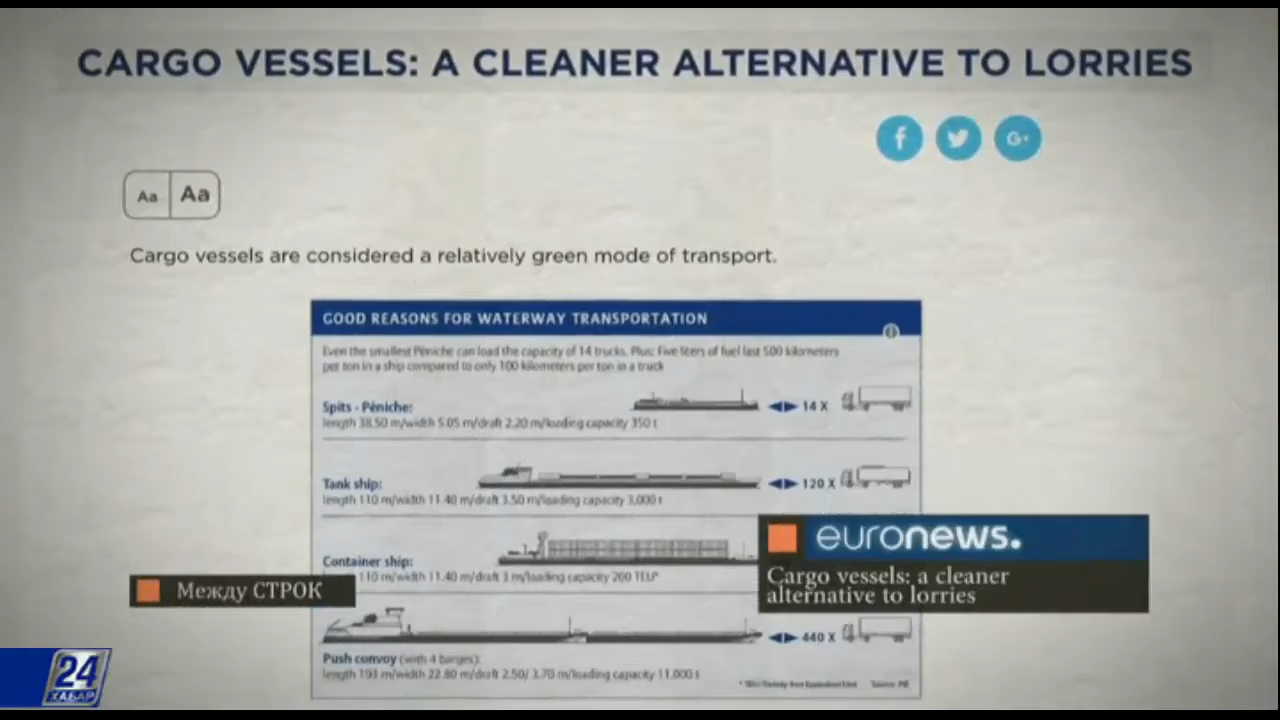 CARGO VESSELS: A CLEANER ALTERNATIVE TO LORRIES
f
G+
Aa Aa
Cargo vessels are considered a relatively green mode of transport.
GOOD REASONS FOR WATERWAY TRANSPORTATION
Even the smallest Péniche can load the capacity of 14 trucks. Plus: Five liters of fuel last 500 kilometers
per ton in a ship compared to only 100 kilometers per ton in a truck
Spits - Péniche:
14 X
length 38.50 m/width 5.05 m/draft 2.20 m/loading capacity 350 t
Tank ship:
120 X
length 110 m/width 11.40 m/draft 3.50 m/loading capacity 3,000 t
euronews.
Container ship:
110 m/width 11.40 m/draft 3 m/loading capacity 200 TEU*
Cargo vessels: a cleaner
alternative to lorries
Между СТРОК
440 X
Push convoy (with 4 barges):
length 193 m/width 22.80 m/draft 2.50/ 3.70 m/loading capacity 11,000 t
24
ХАБАР